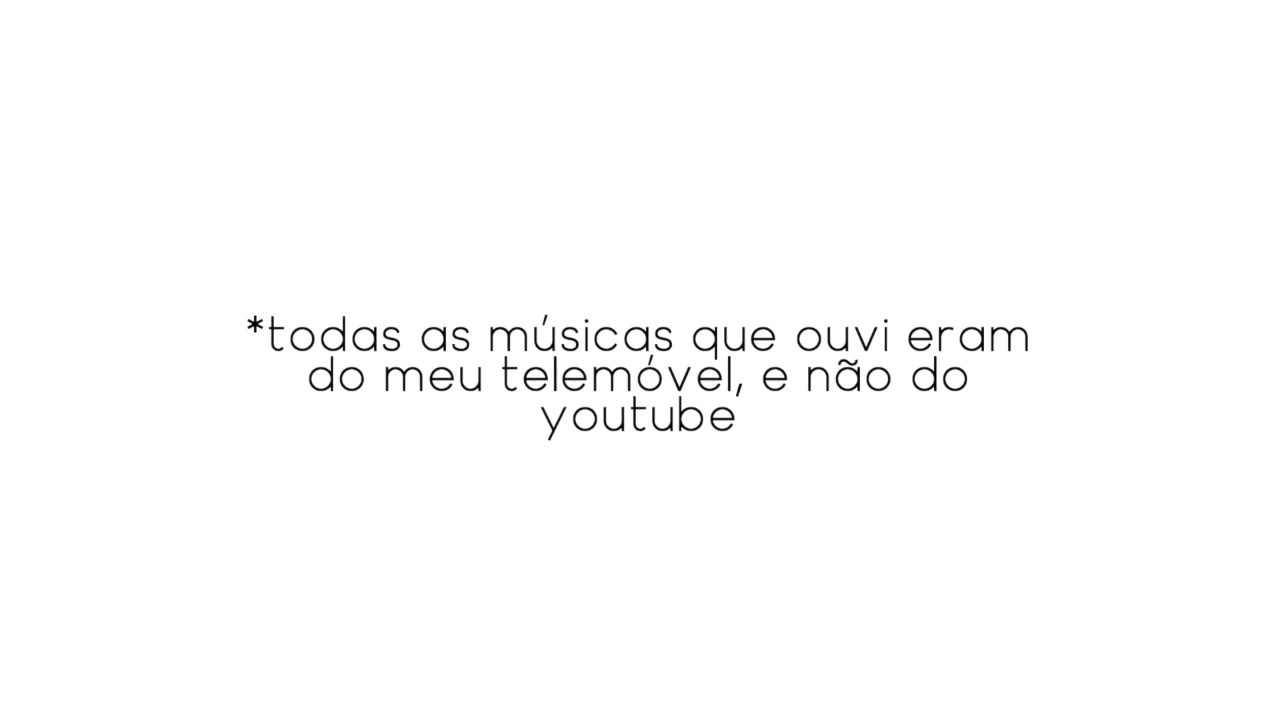 *todas as músicas que ouvi eram
do meu telemóvel, e não do
youtube